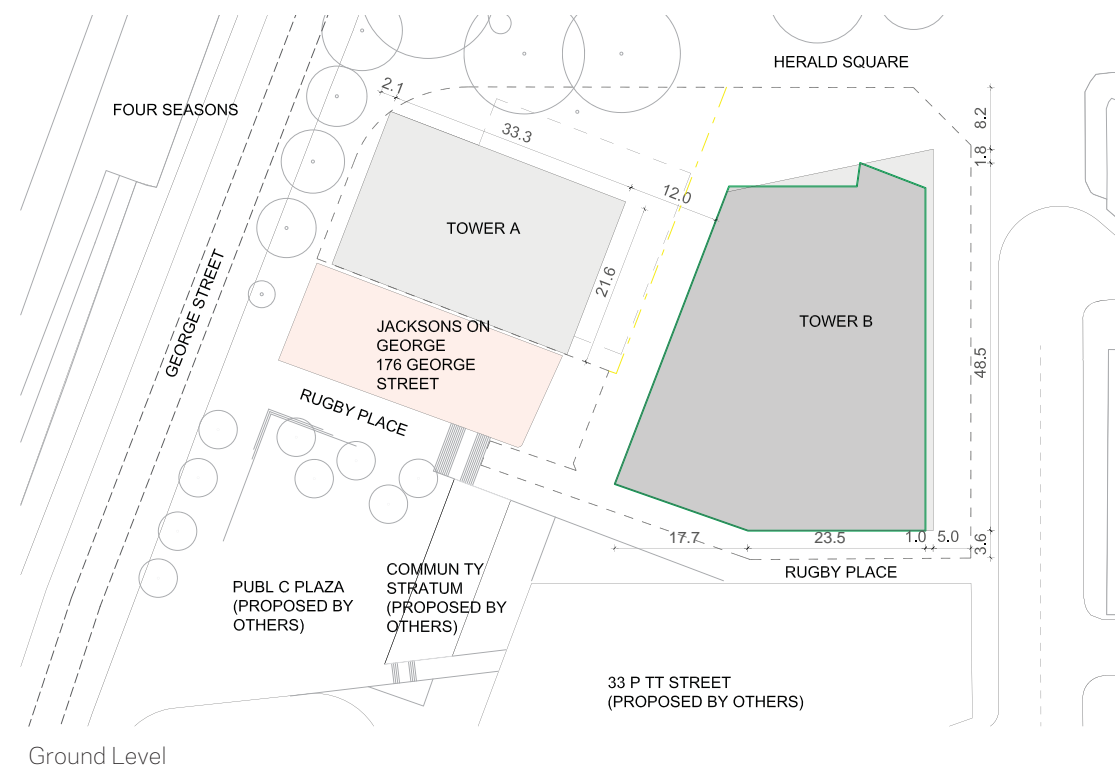 HERALD SQUARE
2.1
FOUR SEASONS
8.2
33.3
1.8
12.0
TOWER A
21.6
GEORGE STREET
TOWER B
JACKSONS ON
GEORGE
176 GEORGE
STREET
48.5
RUGBY PLACE
17.7
23.5
1.0
5.0
3.6
RUGBY PLACE
COMMUN TY
STRATUM
(PROPOSED BY
OTHERS)
PUBL C PLAZA
(PROPOSED BY
OTHERS)
33 P TT STREET
(PROPOSED BY OTHERS)
Ground Level